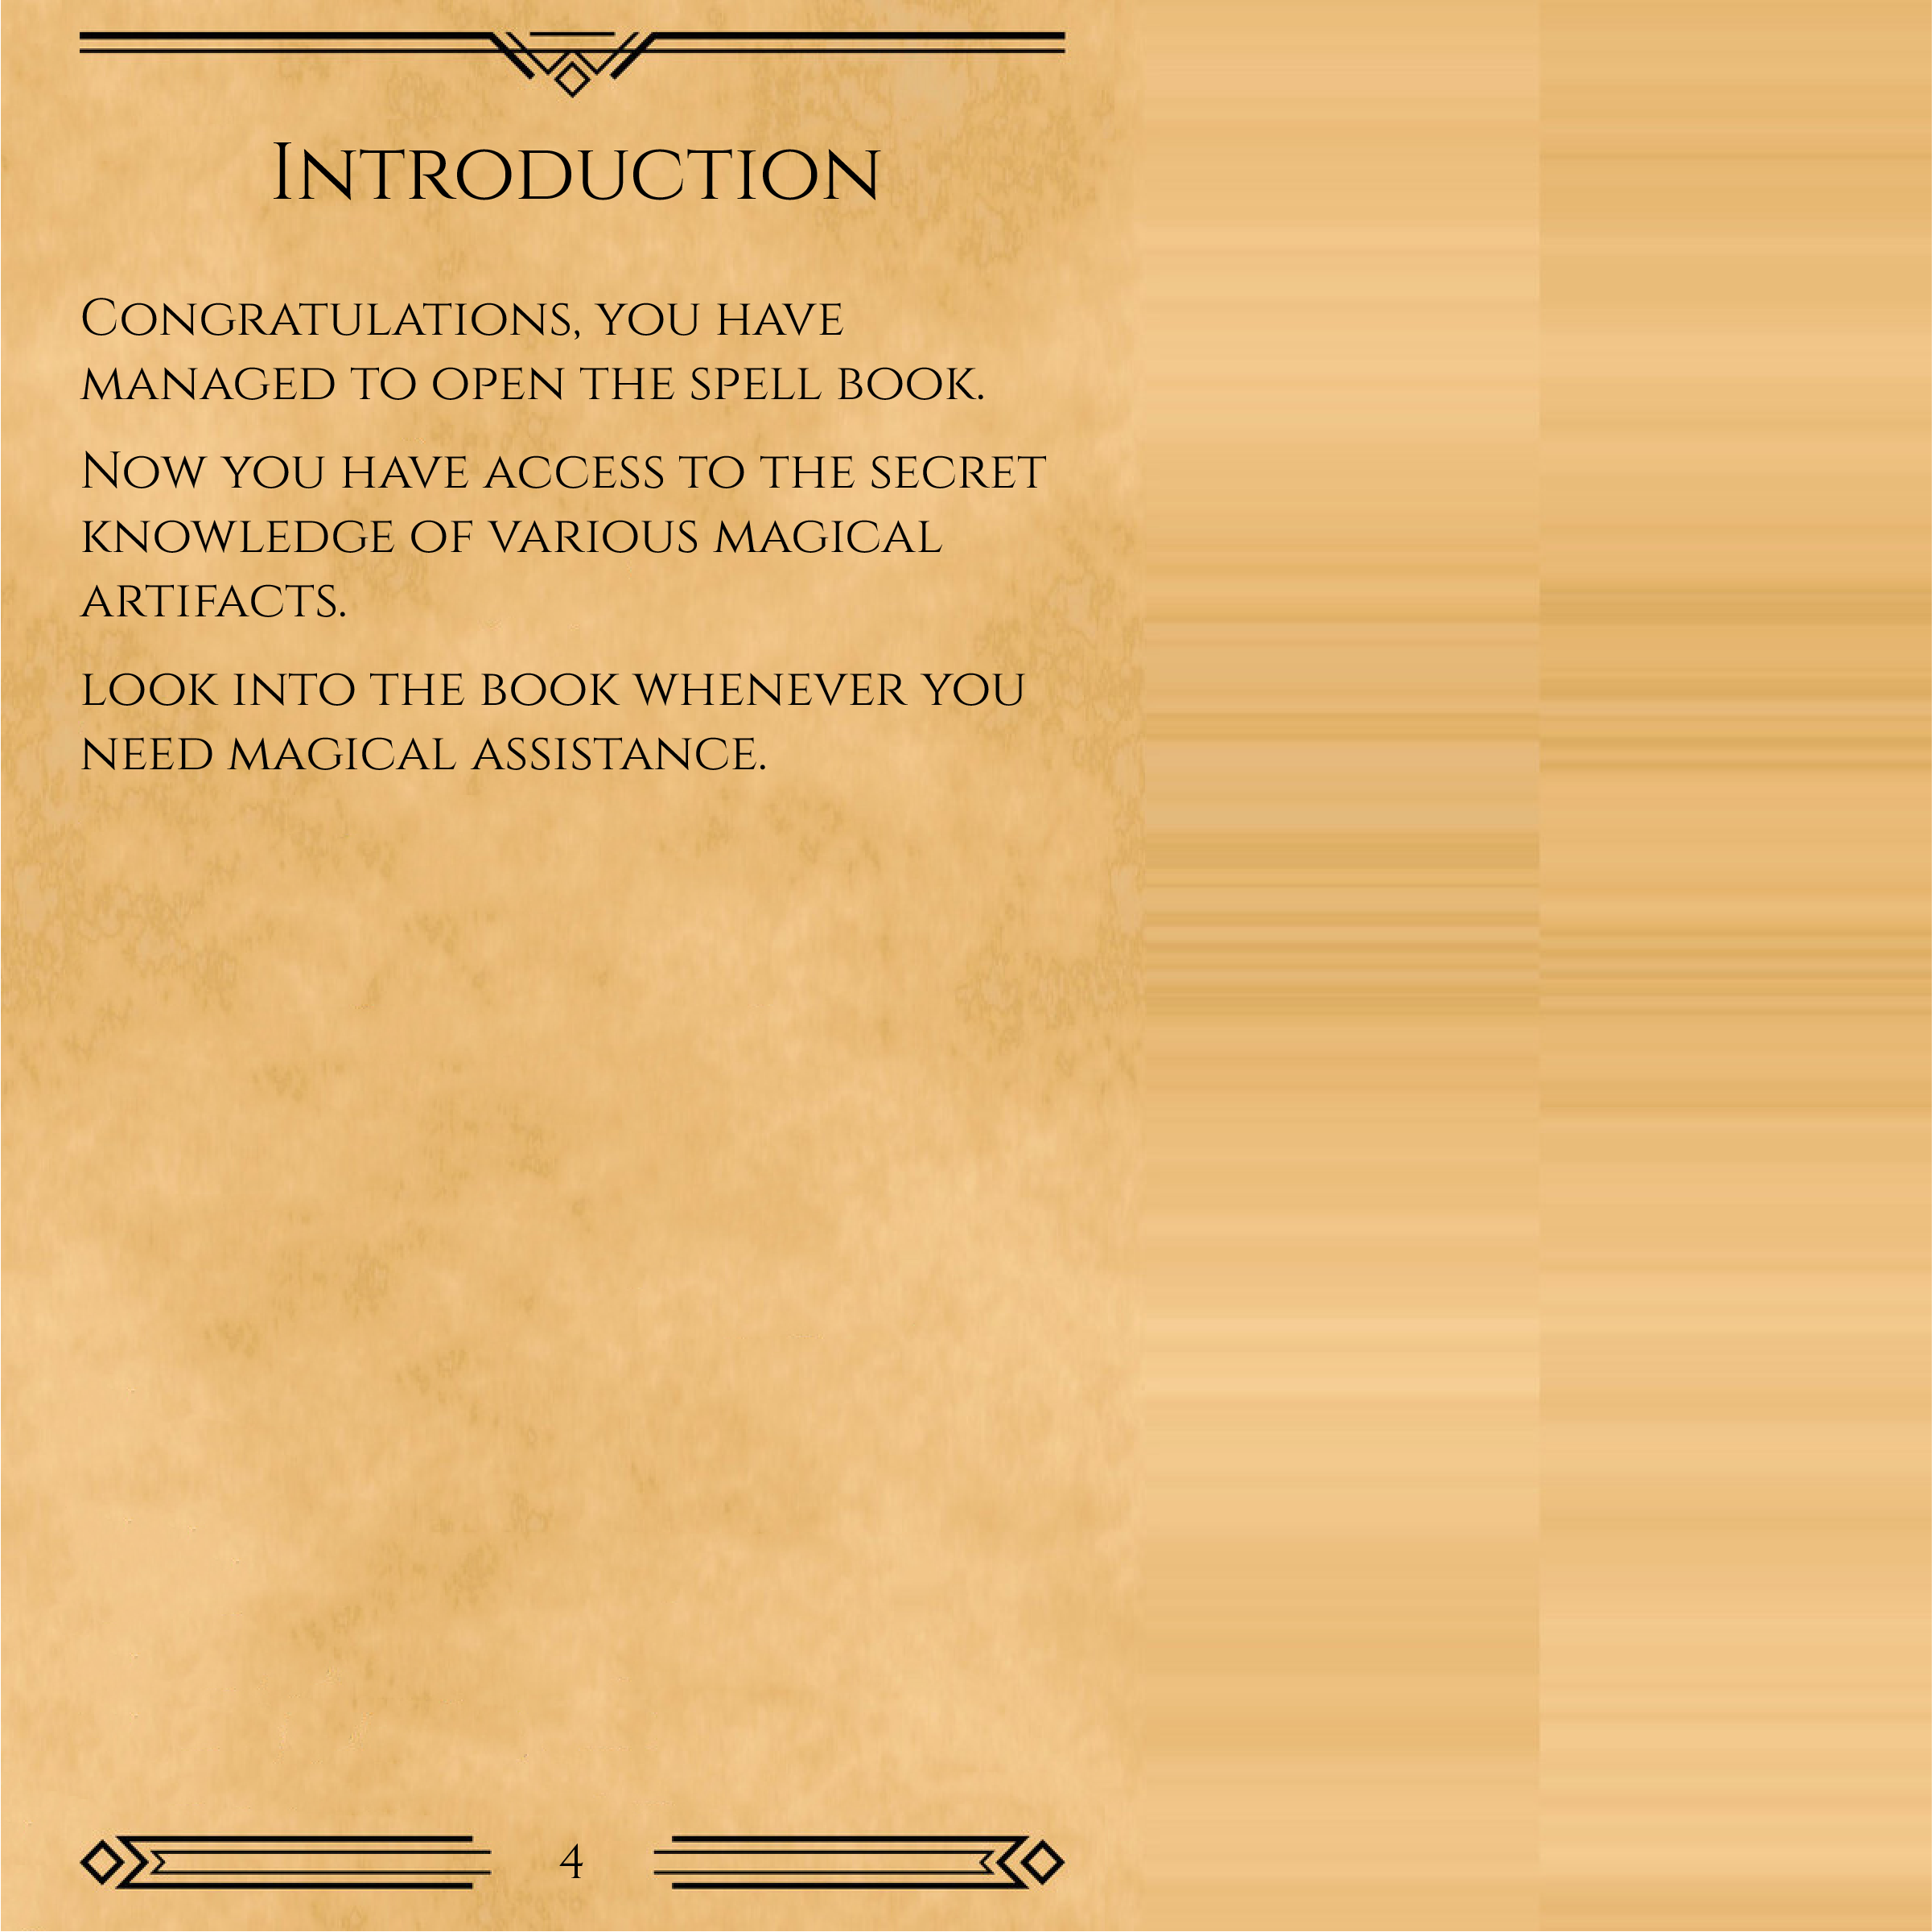 Introduction
Congratulations, you have
managed to open the spell book.
Now you have access to the secret
knowledge of various magical
artifacts.
look into the book whenever you
need magical assistance.
4